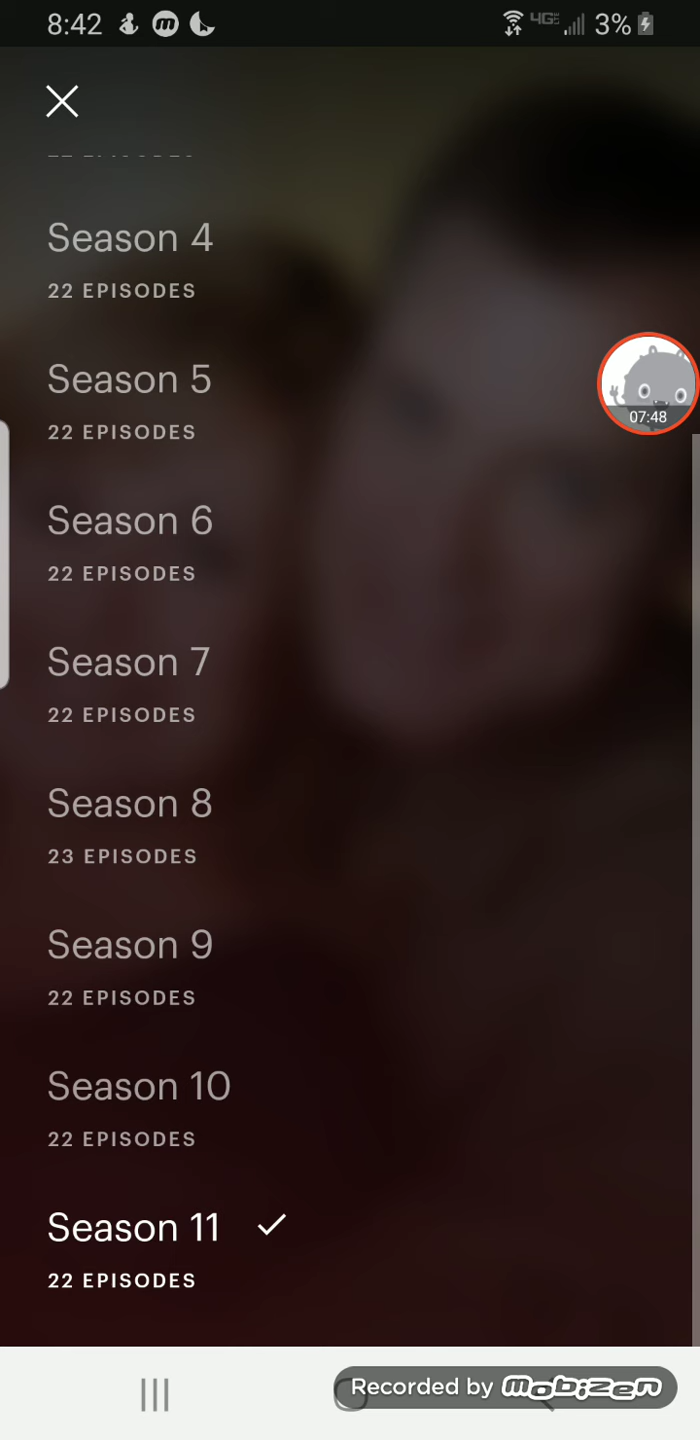 8:42
4G
3%
Season 4
22 EPISODES
Season 5
22 EPISODES
07:48
Season 6
22 EPISODES
Season 7
22 EPISODES
Season 8
23 EPISODES
Season 9
22 EPISODES
Season 10
22 EPISODES
Season 11
22 EPISODES
Recorded by mobizen